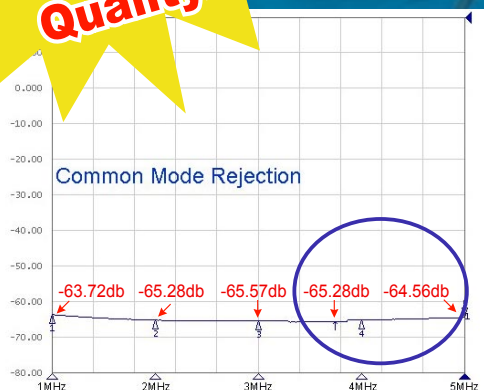 Quality
0.000
-10.00
-20.00
Common Mode Rejection
-30.00
-40.00
-50.00
-63.72db -65.28db -65.57db -65.28db -64.56db
-60.00
1 2 3 4
-70.00
-80.00
1MHz 2MHz 3MHz 4MHz 5MHz